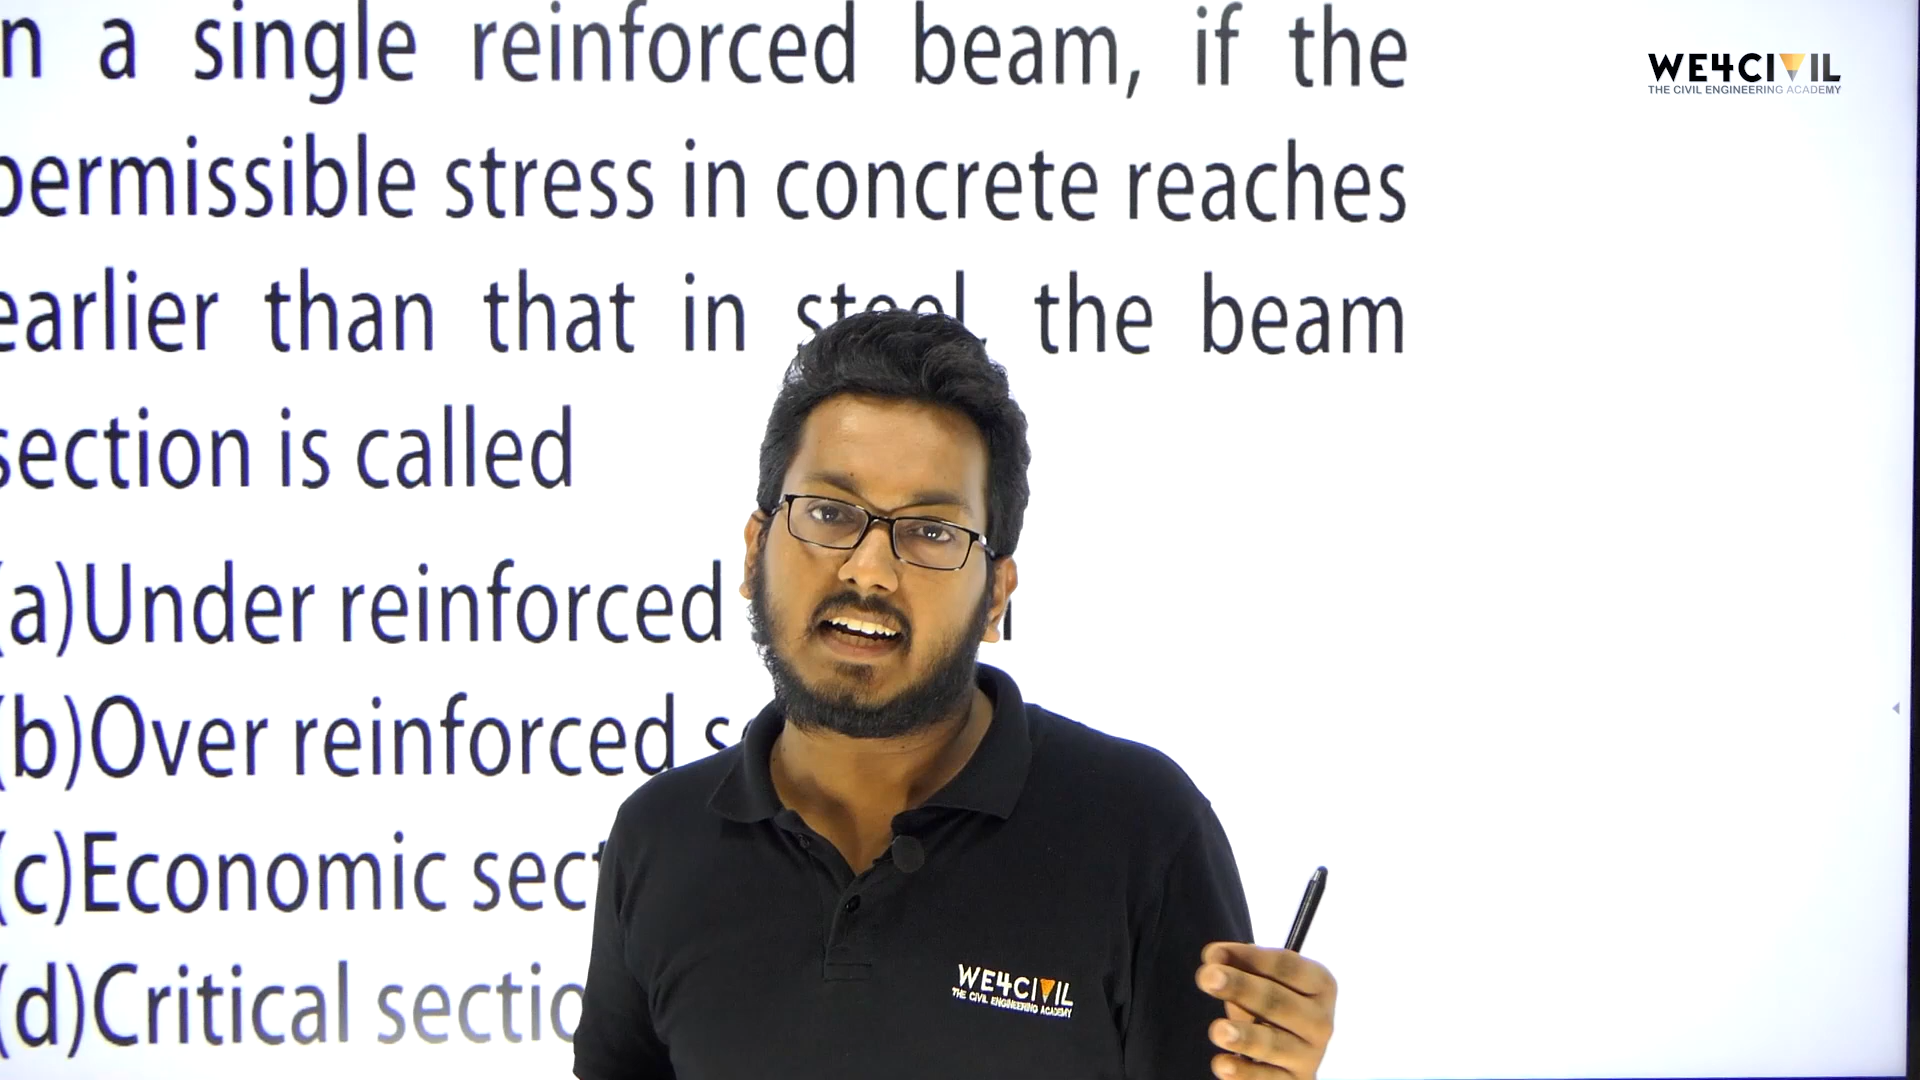 n a single reinforced beam, if the
permissible stress in concrete reaches
earlier than that in steel, the beam
section is called
(a)Under reinforced
(b)Over reinforced
(c)Economic
(d)Critical
WE4CIVIL
THE CIVIL ENGINEERING ACADEMY
WE4CIVIL
THE CIVIL ENGINEERING ACADEMY